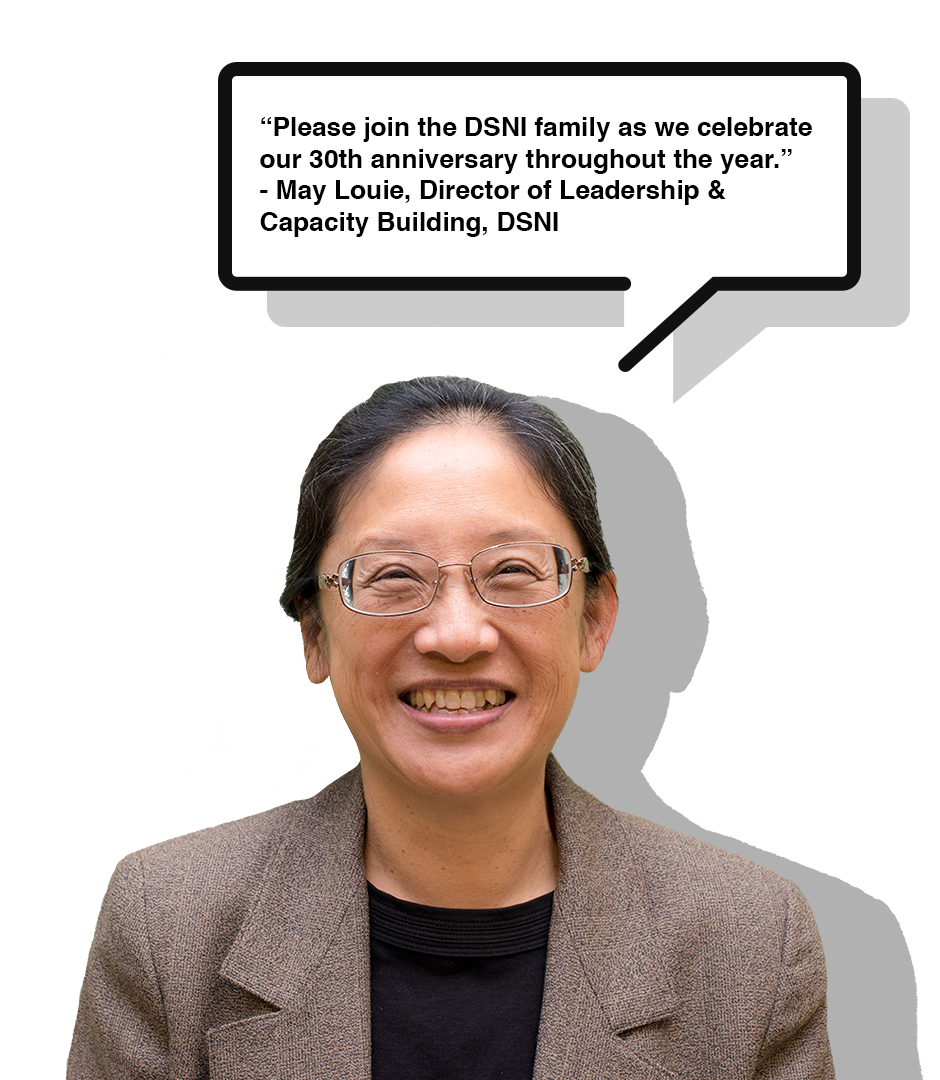 “Please join the DSNI family as we celebrate
our 30th anniversary throughout the year.”
- May Louie, Director of Leadership &
Capacity Building, DSNI